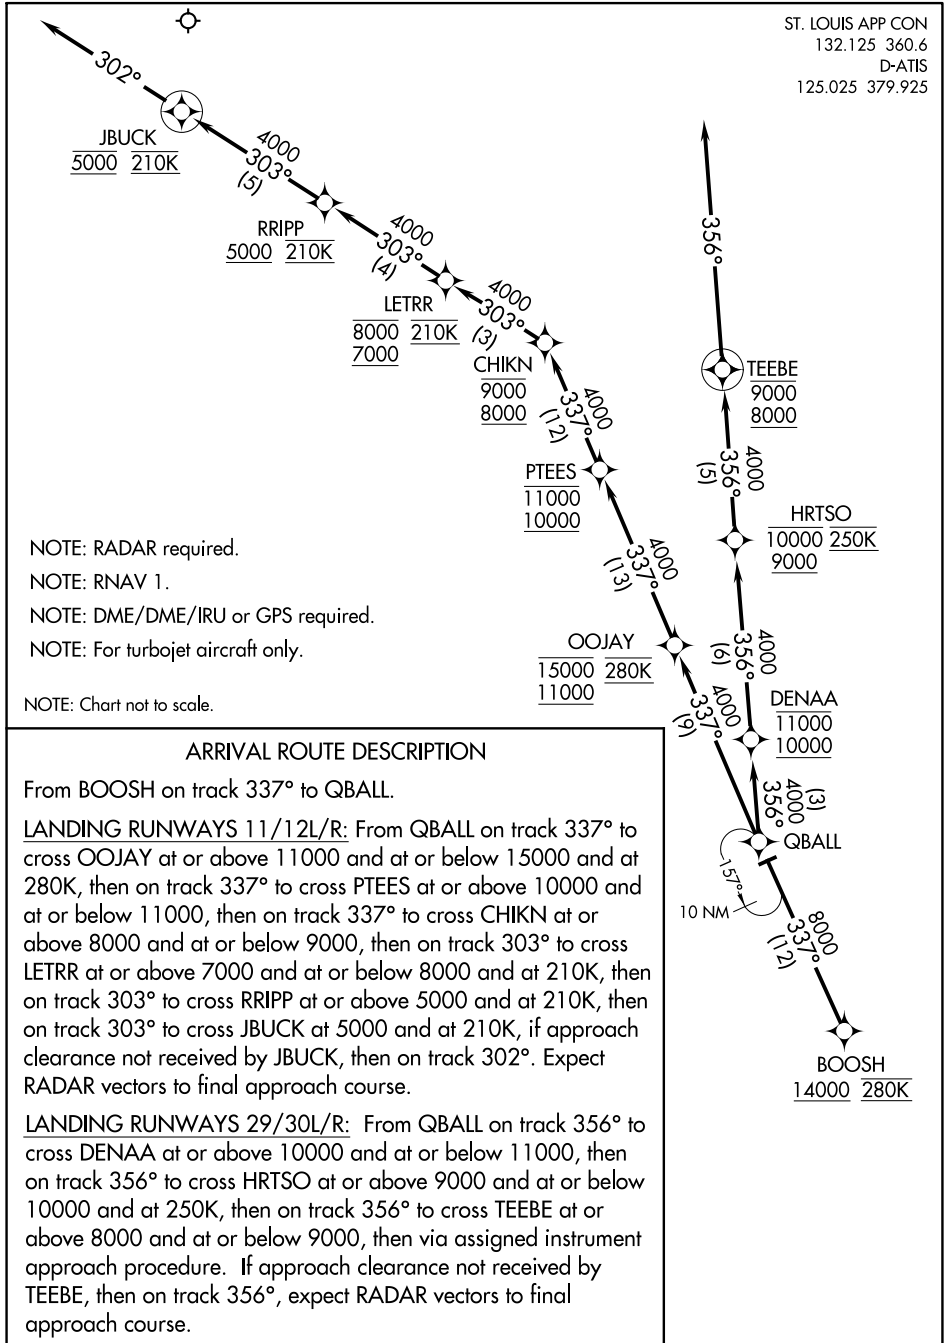 ST. LOUIS APP CON
132.125 360.6
D-ATIS
125.025 379.925
302°
JBUCK
5000 210K
4000
303°
(5)
RRIPP
5000 210K
4000
303°
(4)
LETRR
8000 210K
7000
4000
303°
(3)
CHIKN
9000
8000
4000
337°
(12)
PTEES
11000
10000
4000
337°
(13)
OOJAY
15000 280K
11000
4000
337°
(9)
356°
TEEBE
9000
8000
4000
356°
(5)
HRTSO
10000 250K
9000
4000
356°
(6)
DENAA
11000
10000
(3)
4000
356°
QBALL
157°
10 NM
8000
337°
(12)
BOOSH
14000 280K
NOTE: RADAR required.
NOTE: RNAV 1.
NOTE: DME/DME/IRU or GPS required.
NOTE: For turbojet aircraft only.
NOTE: Chart not to scale.
ARRIVAL ROUTE DESCRIPTION
From BOOSH on track 337° to QBALL.
LANDING RUNWAYS 11/12L/R: From QBALL on track 337° to
cross OOJAY at or above 11000 and at or below 15000 and at
280K, then on track 337° to cross PTEES at or above 10000 and
at or below 11000, then on track 337° to cross CHIKN at or
above 8000 and at or below 9000, then on track 303° to cross
LETRR at or above 7000 and at or below 8000 and at 210K, then
on track 303° to cross RRIPP at or above 5000 and at 210K, then
on track 303° to cross JBUCK at 5000 and at 210K, if approach
clearance not received by JBUCK, then on track 302°. Expect
RADAR vectors to final approach course.
LANDING RUNWAYS 29/30L/R: From QBALL on track 356° to
cross DENAA at or above 10000 and at or below 11000, then
on track 356° to cross HRTSO at or above 9000 and at or below
10000 and at 250K, then on track 356° to cross TEEBE at or
above 8000 and at or below 9000, then via assigned instrument
approach procedure. If approach clearance not received by
TEEBE, then on track 356°, expect RADAR vectors to final
approach course.